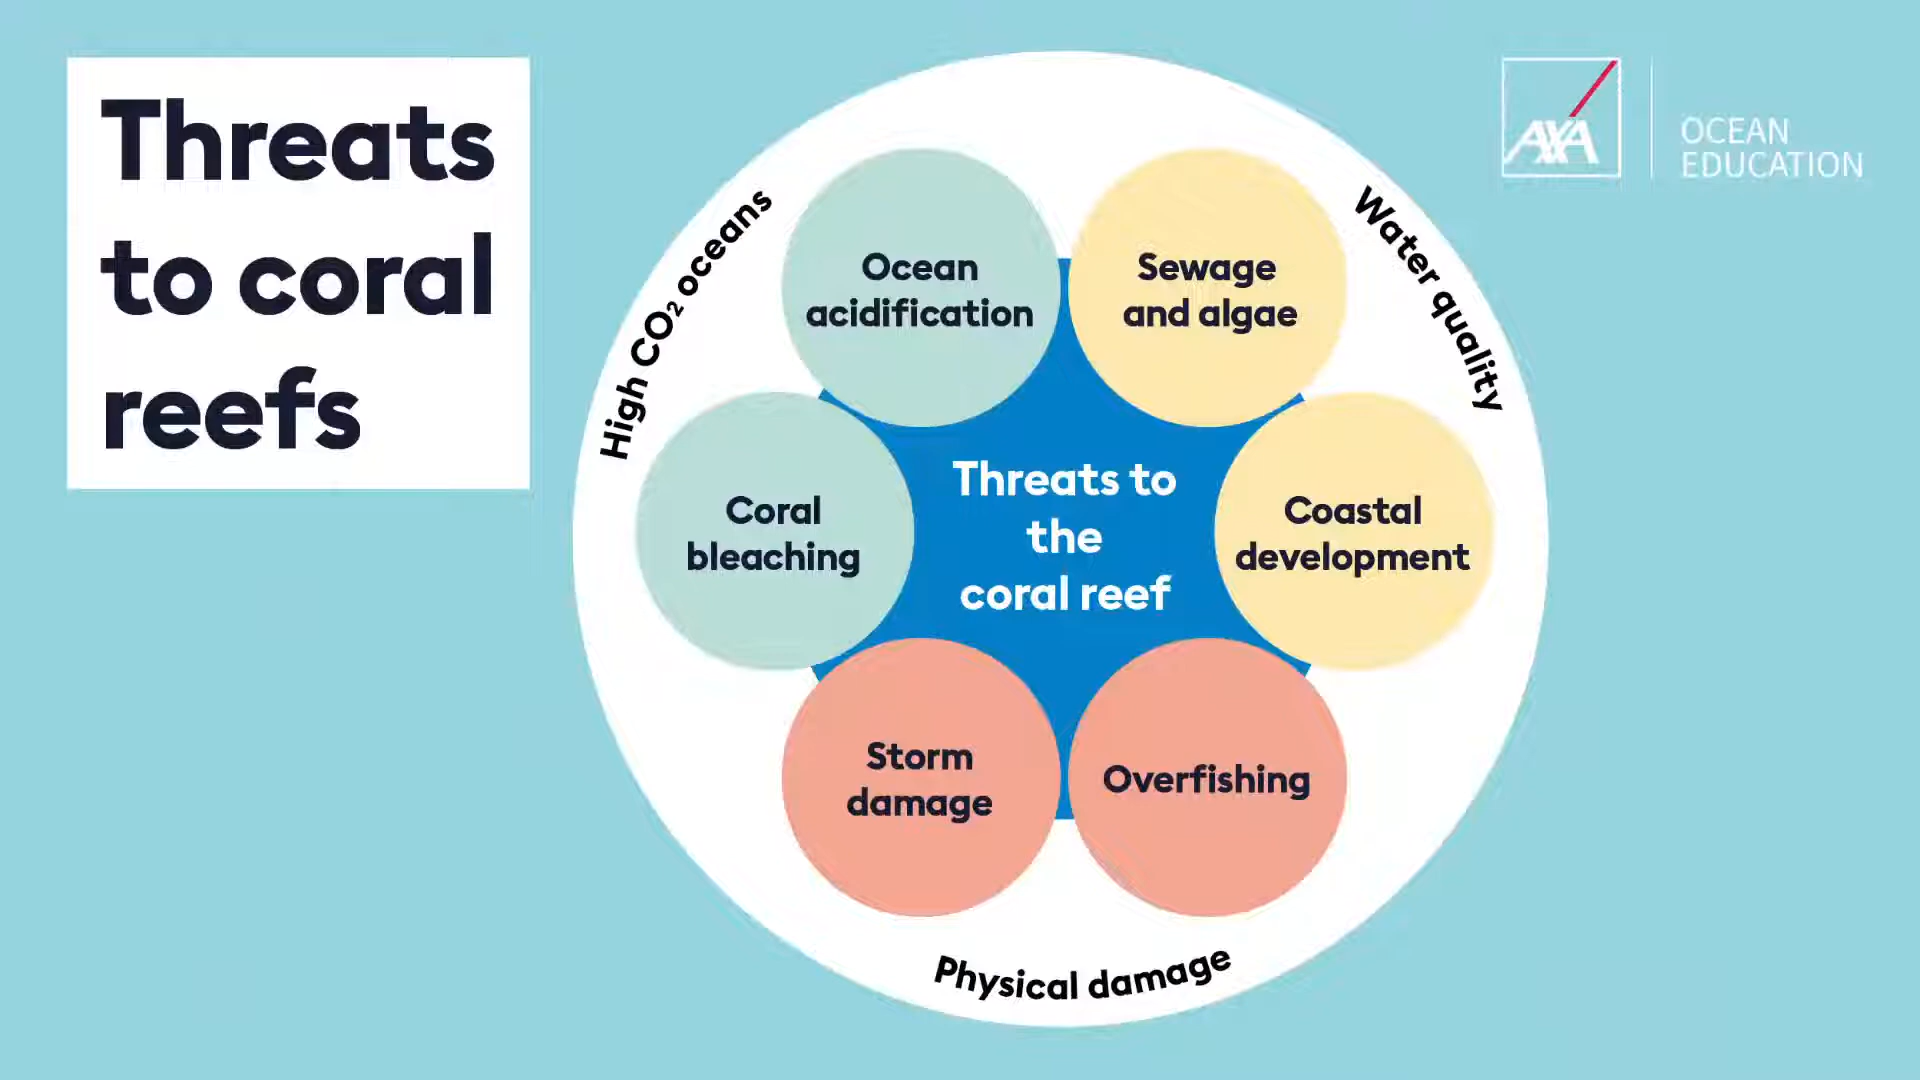 Threats
to coral
reefs
AXA
OCEAN
EDUCATION
High CO₂ oceans
Water quality
Ocean
acidification
Sewage
and algae
Coral
bleaching
Threats to
the
coral reef
Coastal
development
Storm
damage
Overfishing
Physical damage